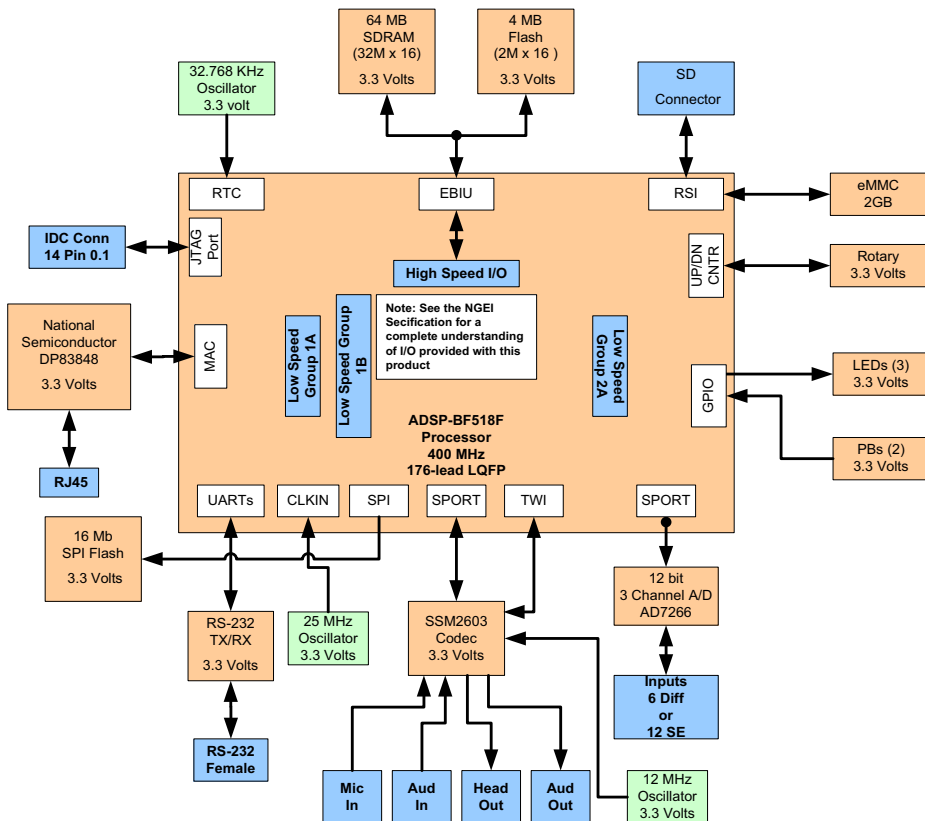 64 MB
SDRAM
(32M x 16)
3.3 Volts
4 MB
Flash
(2M x 16 )
3.3 Volts
32.768 KHz
Oscillator
3.3 volt
SD
Connector
RTC
EBIU
RSI
eMMC
2GB
IDC Conn
14 Pin 0.1
JTAG
Port
High Speed I/O
UP/DN
CNTR
Rotary
3.3 Volts
National
Semiconductor
DP83848
3.3 Volts
MAC
Low Speed
Group 1A
Low Speed Group
1B
Note: See the NGEI
Secification for a
complete understanding
of I/O provided with this
product
Low Speed
Group 2A
GPIO
LEDs (3)
3.3 Volts
PBs (2)
3.3 Volts
ADSP-BF518F
Processor
400 MHz
176-lead LQFP
RJ45
UARTs
CLKIN
SPI
SPORT
TWI
SPORT
16 Mb
SPI Flash
3.3 Volts
RS-232
TX/RX
3.3 Volts
25 MHz
Oscillator
3.3 Volts
SSM2603
Codec
3.3 Volts
12 bit
3 Channel A/D
AD7266
Inputs
6 Diff
or
12 SE
RS-232
Female
Mic
In
Aud
In
Head
Out
Aud
Out
12 MHz
Oscillator
3.3 Volts